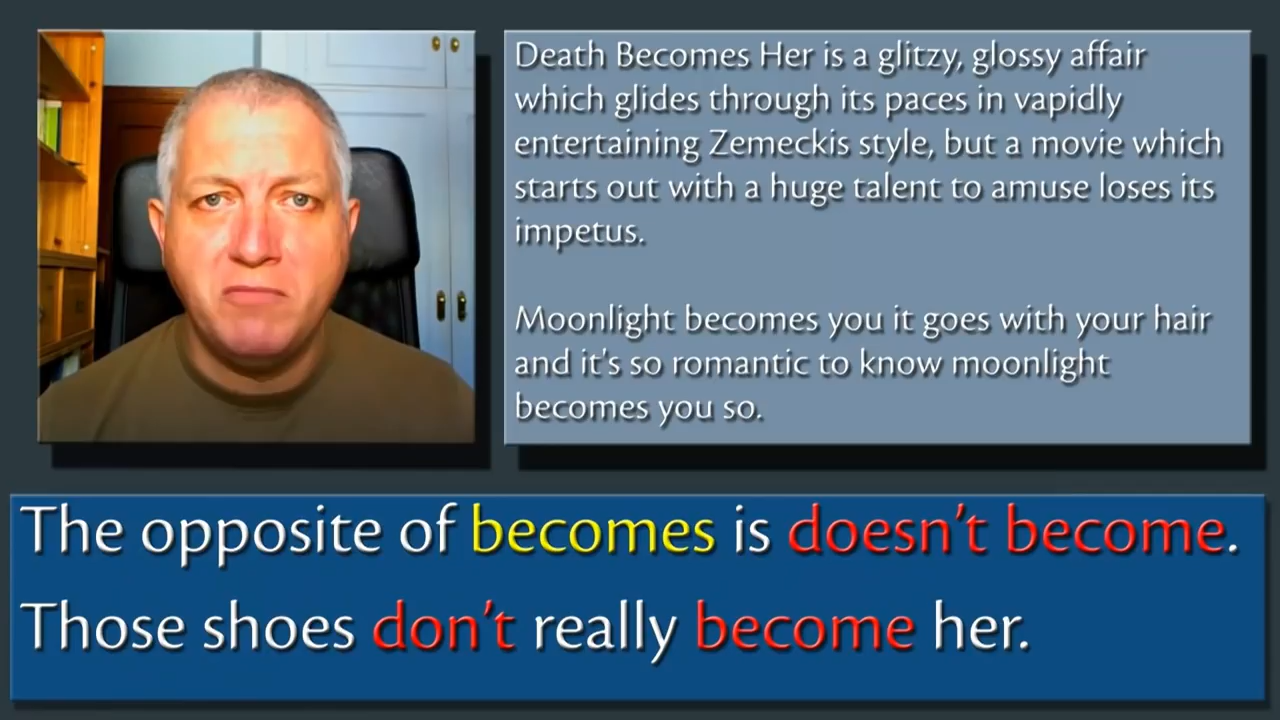 Death Becomes Her is a glitzy, glossy affair
which glides through its paces in vapidly
entertaining Zemeckis style, but a movie which
starts out with a huge talent to amuse loses its
impetus.
Moonlight becomes you it goes with your hair
and it's so romantic to know moonlight
becomes you so.
The opposite of becomes is doesn't become.
Those shoes don't really become her.